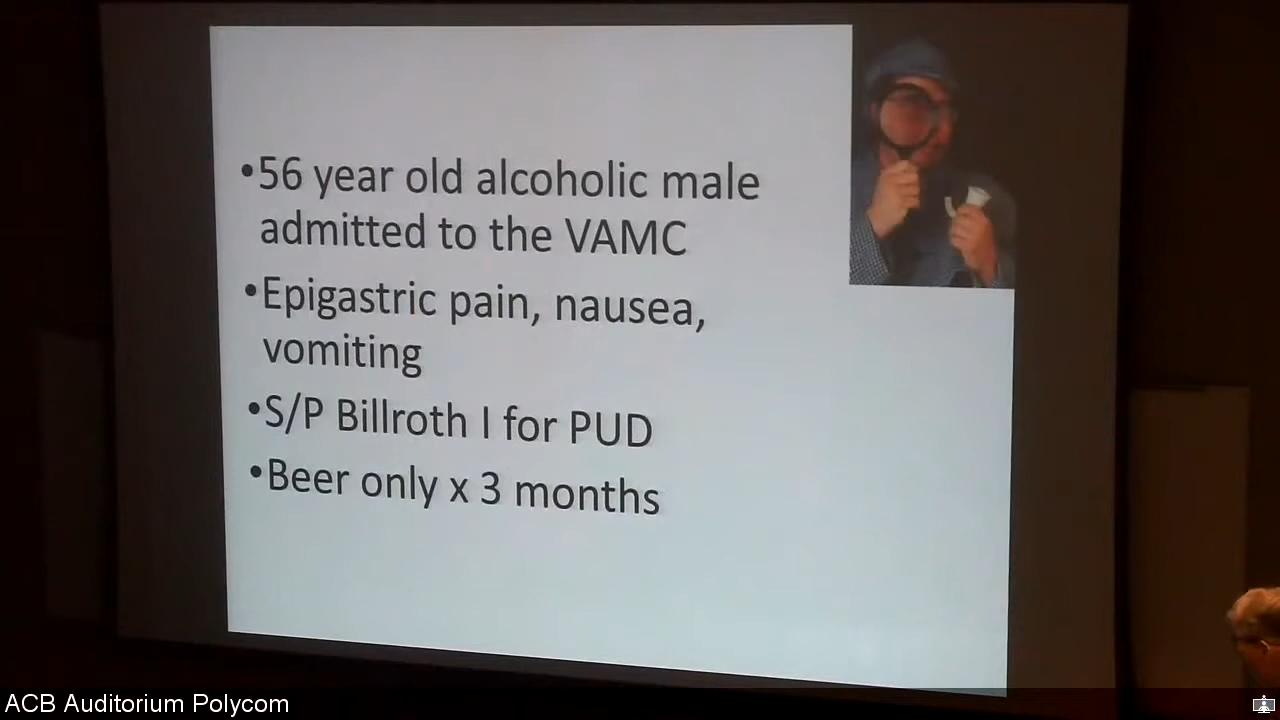 •56 year old alcoholic male
admitted to the VAMC
•Epigastric pain, nausea,
vomiting
•S/P Billroth I for PUD
•Beer only x 3 months
ACB Auditorium Polycom